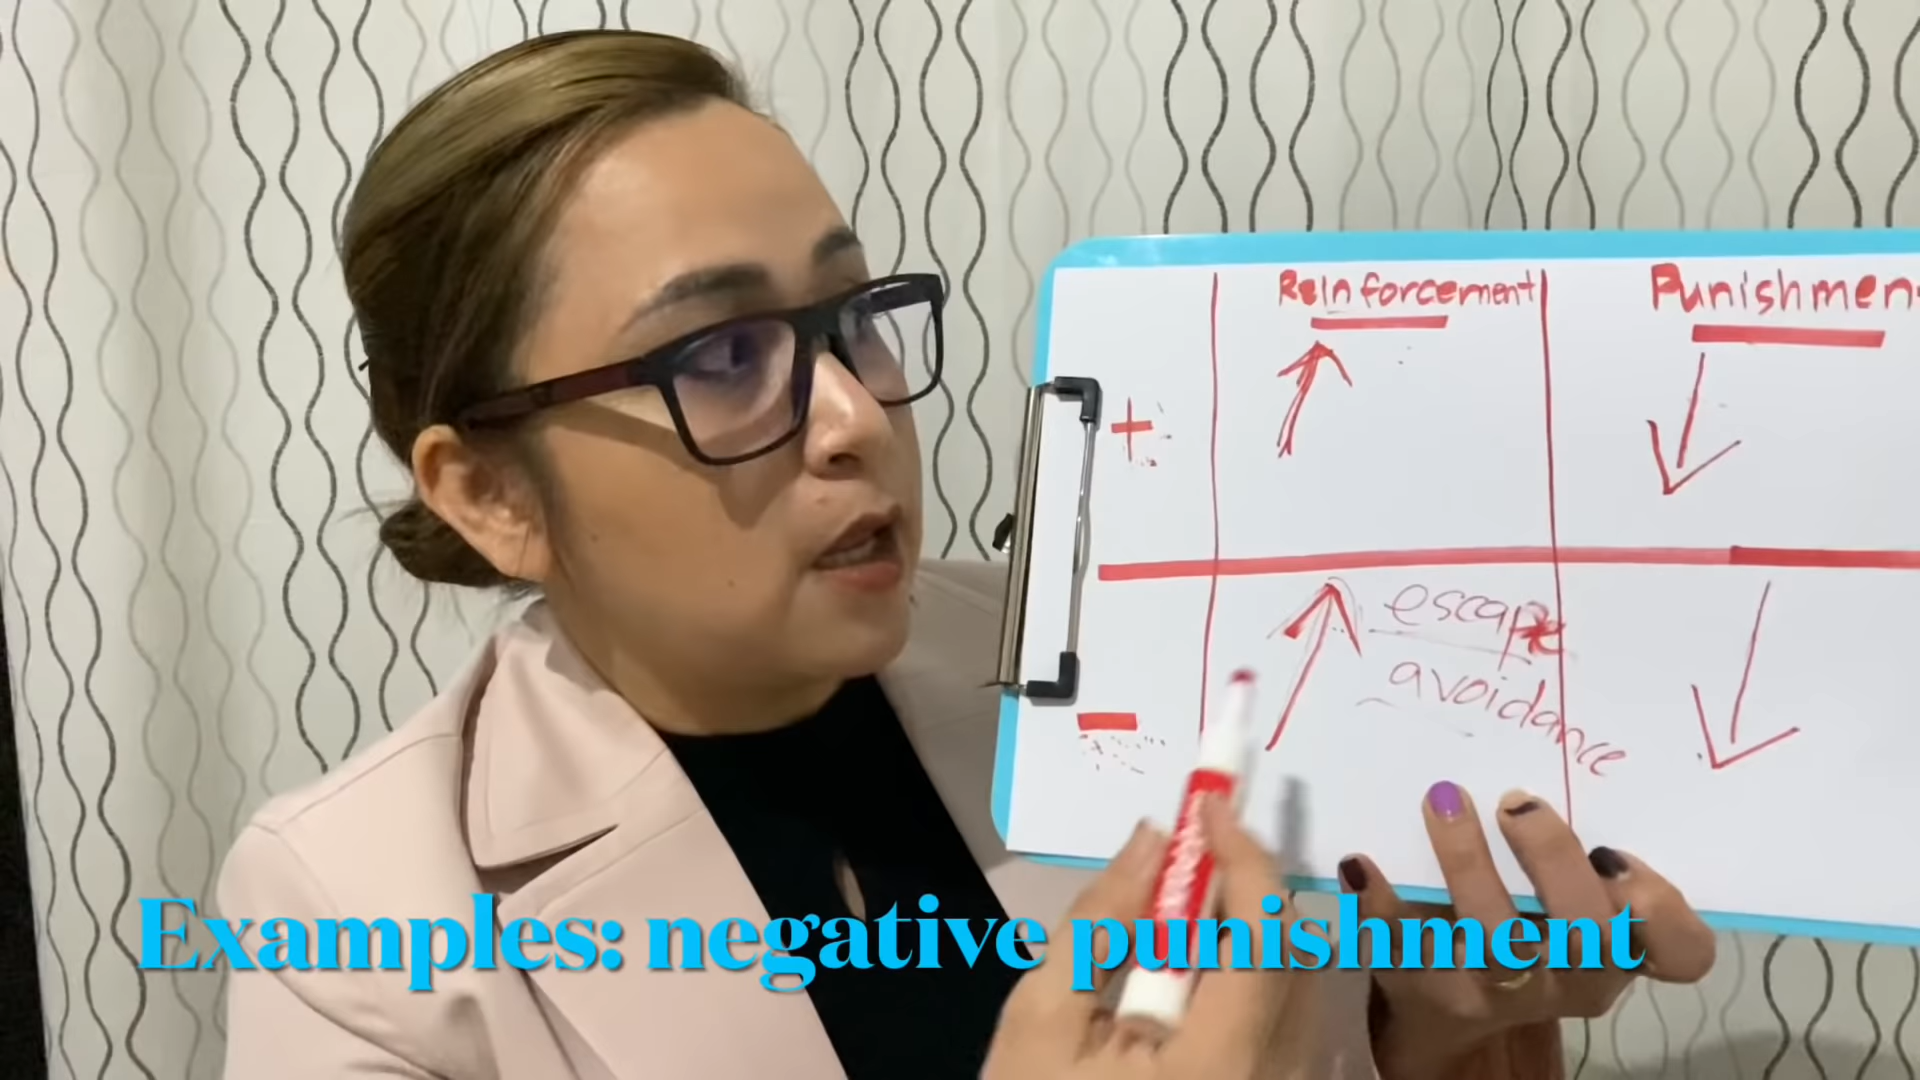 Reinforcement
Punishment
+
escape
avoidance
-
Examples: negative punishment